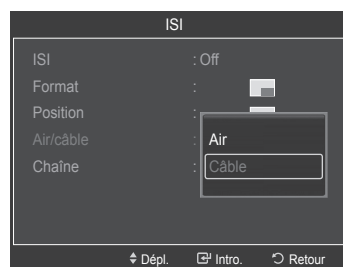 ISI
ISI : Off
Format :
Position :
Air/câble : Air
Chaîne : Câble
Dépl. Intro. Retour